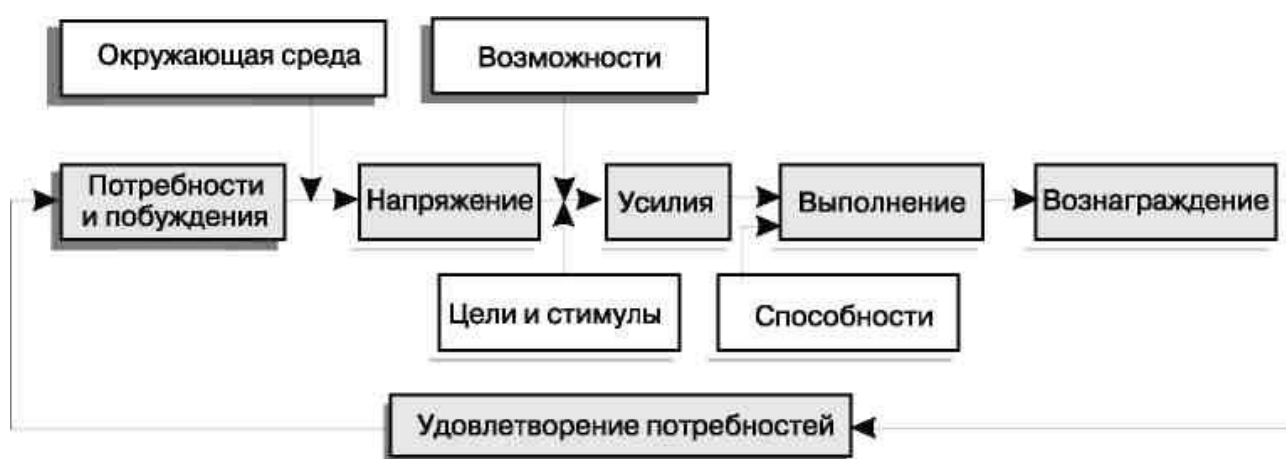 Окружающая среда
Возможности
Потребности
и побуждения
Напряжение
Усилия
Выполнение
Вознаграждение
Цели и стимулы
Способности
Удовлетворение потребностей